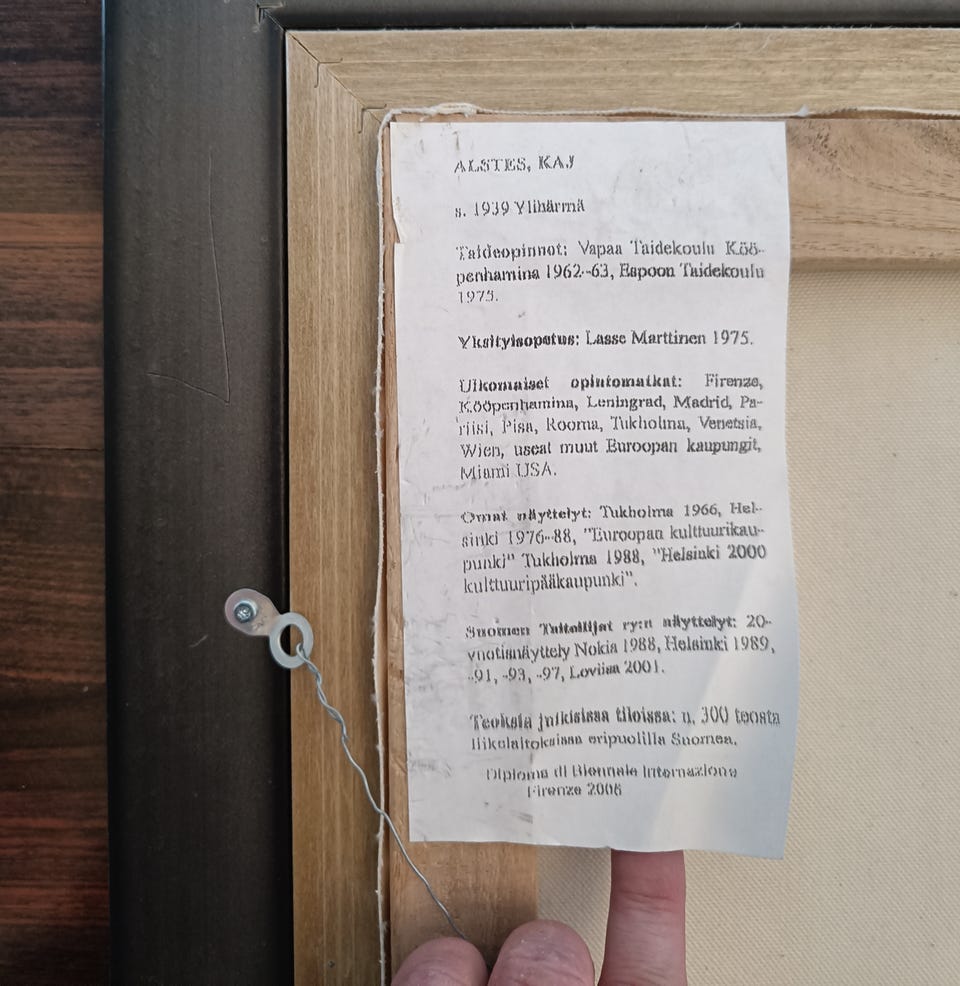 ALSTES, KAJ
s. 1939 Ylihärmä
Taideopinnot: Vapaa Taidekoulu Köö-
penhamina 1962-63, Espoon Taidekoulu
1975.
Yksityisopetus: Lasse Marttinen 1975.
Ulkomaiset opintomatkat: Firenze,
Kööpenhamina, Leningrad, Madrid, Pa-
riisi, Pisa, Rooma, Tukholma, Venetsia,
Wien, useat muut Euroopan kaupungit,
Miami USA.
Omat näyttelyt: Tukholma 1966, Hel-
sinki 1976-88, "Euroopan kulttuurikau-
punki" Tukholma 1988, "Helsinki 2000
kulttuuripääkaupunki".
Suomen Taitailijat ry:n näyttelyt: 20-
vuotisnäyttely Nokia 1988, Helsinki 1989,
-91, -93, -97, Loviisa 2001.
Teoksia julkisissa tiloissa: n. 300 teosta
liikelaitoksissa eripuolilla Suomea.
Diploma di Biennale Internazione
Firenze 2006